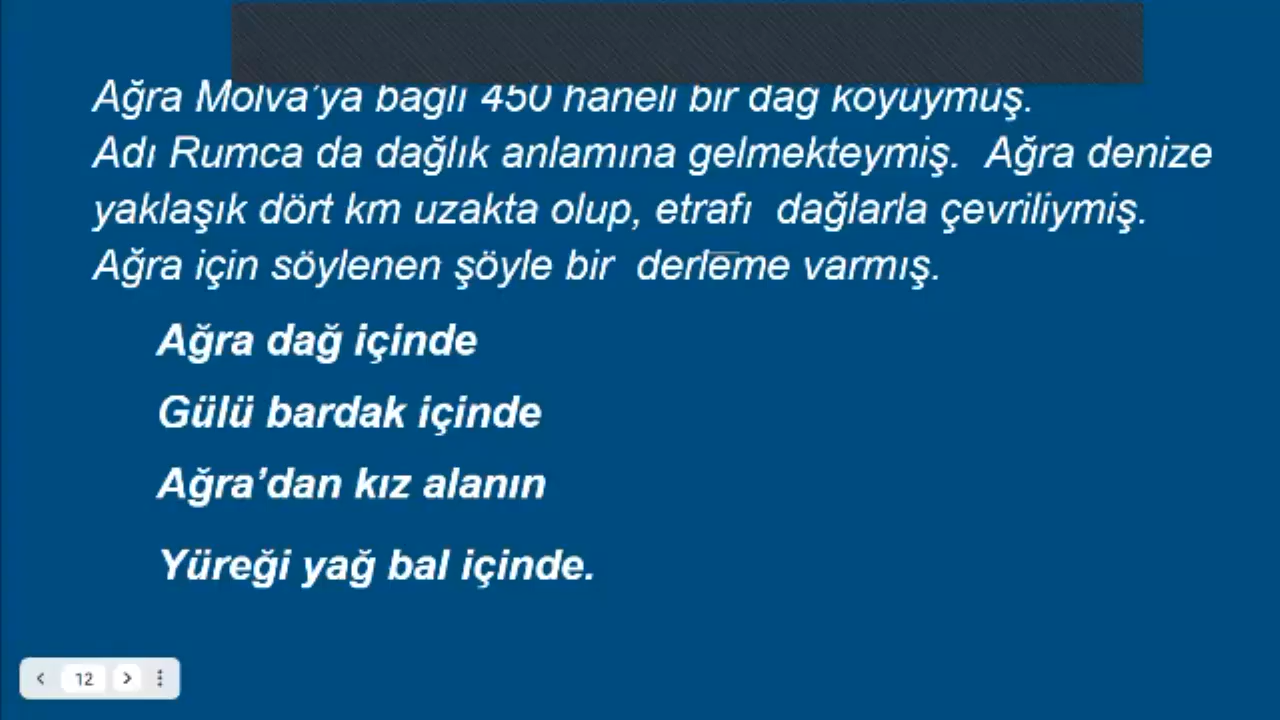 Ağra Molva’ya bağlı 450 haneli bir dağ köyüymüş.
Adı Rumca da dağlık anlamına gelmekteymiş. Ağra denize
yaklaşık dört km uzakta olup, etrafı dağlarla çevriliymiş.
Ağra için söylenen şöyle bir derleme varmış.
Ağra dağ içinde
Gülü bardak içinde
Ağra’dan kız alanın
Yüreği yağ bal içinde.
12